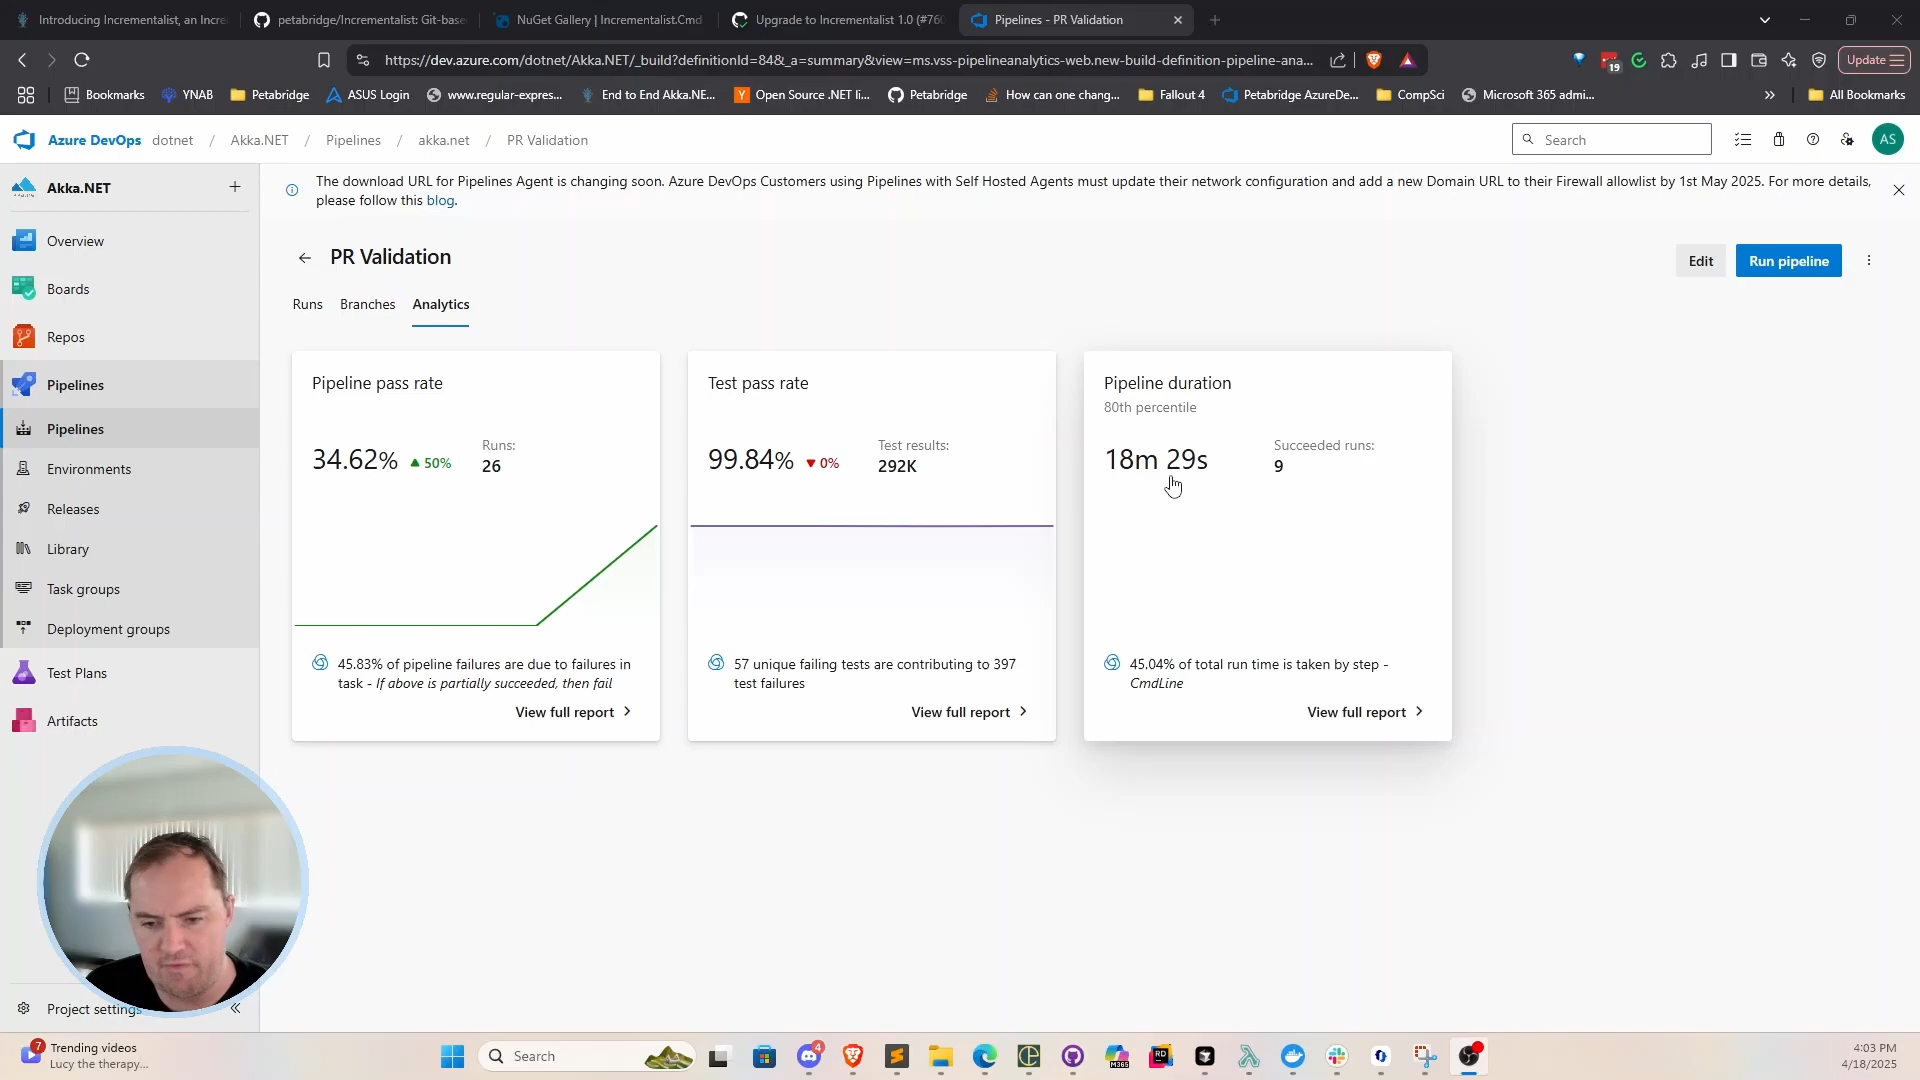 Introducing Incrementalist, an Incre
petabridge/Incrementalist: Git-base
NuGet Gallery | Incrementalist.Cmd
Upgrade to Incrementalist 1.0 (#760
Pipelines - PR Validation
https://dev.azure.com/dotnet/Akka.NET/_build?definitionId=84&_a=summary&view=ms.vss-pipelineanalytics-web.new-build-definition-pipeline-ana...
19
Update
Bookmarks
YNAB
Petabridge
ASUS Login
www.regular-expres...
End to End Akka.NE...
Open Source .NET li...
Petabridge
How can one chang...
Fallout 4
Petabridge AzureDe...
CompSci
Microsoft 365 admi...
All Bookmarks
Azure DevOps dotnet / Akka.NET / Pipelines / akka.net / PR Validation
Search
AS
Akka.NET
The download URL for Pipelines Agent is changing soon. Azure DevOps Customers using Pipelines with Self Hosted Agents must update their network configuration and add a new Domain URL to their Firewall allowlist by 1st May 2025. For more details,
please follow this blog.
Overview
Boards
Repos
Pipelines
Pipelines
Environments
Releases
Library
Task groups
Deployment groups
Test Plans
Artifacts
Project settings
PR Validation
Edit
Run pipeline
Runs
Branches
Analytics
Pipeline pass rate
34.62% 50%
Runs:
26
45.83% of pipeline failures are due to failures in
task - If above is partially succeeded, then fail
View full report
Test pass rate
99.84% 0%
Test results:
292K
57 unique failing tests are contributing to 397
test failures
View full report
Pipeline duration
80th percentile
18m 29s
Succeeded runs:
9
45.04% of total run time is taken by step -
CmdLine
View full report
7
Trending videos
Lucy the therapy...
Search
4
M365
RD
4:03 PM
4/18/2025